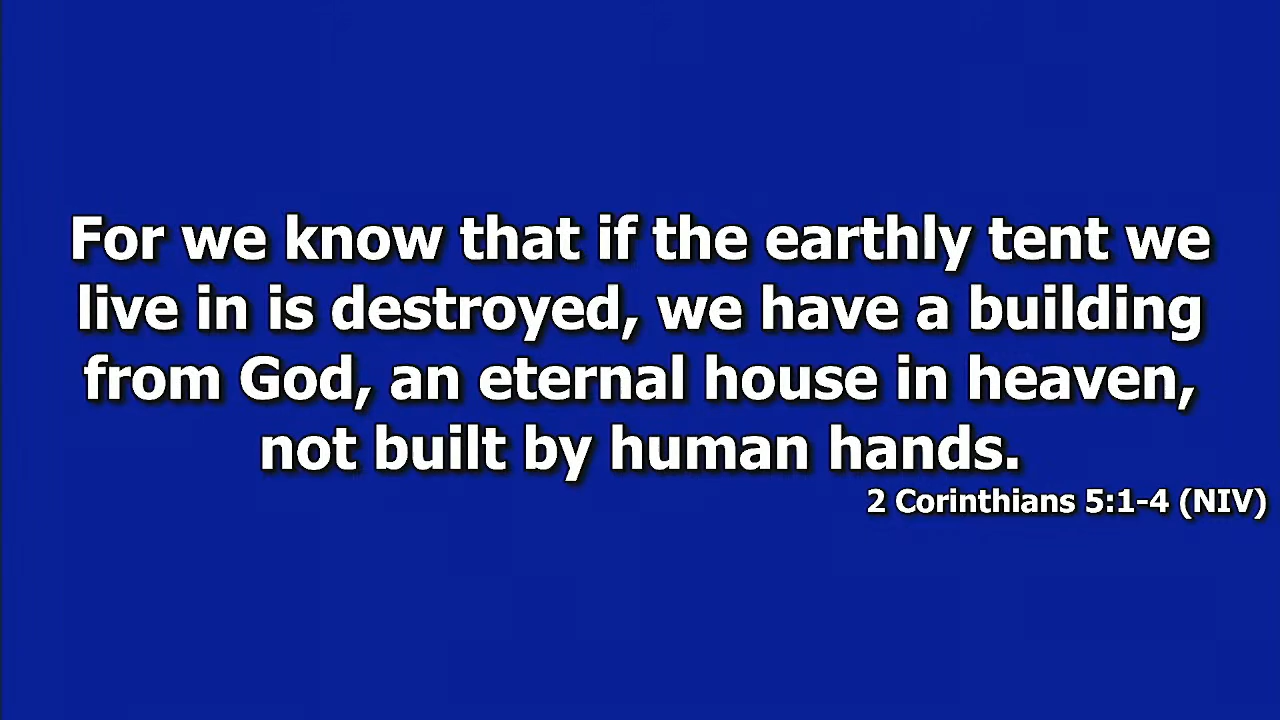 For we know that if the earthly tent we
live in is destroyed, we have a building
from God, an eternal house in heaven,
not built by human hands.
2 Corinthians 5:1-4 (NIV)